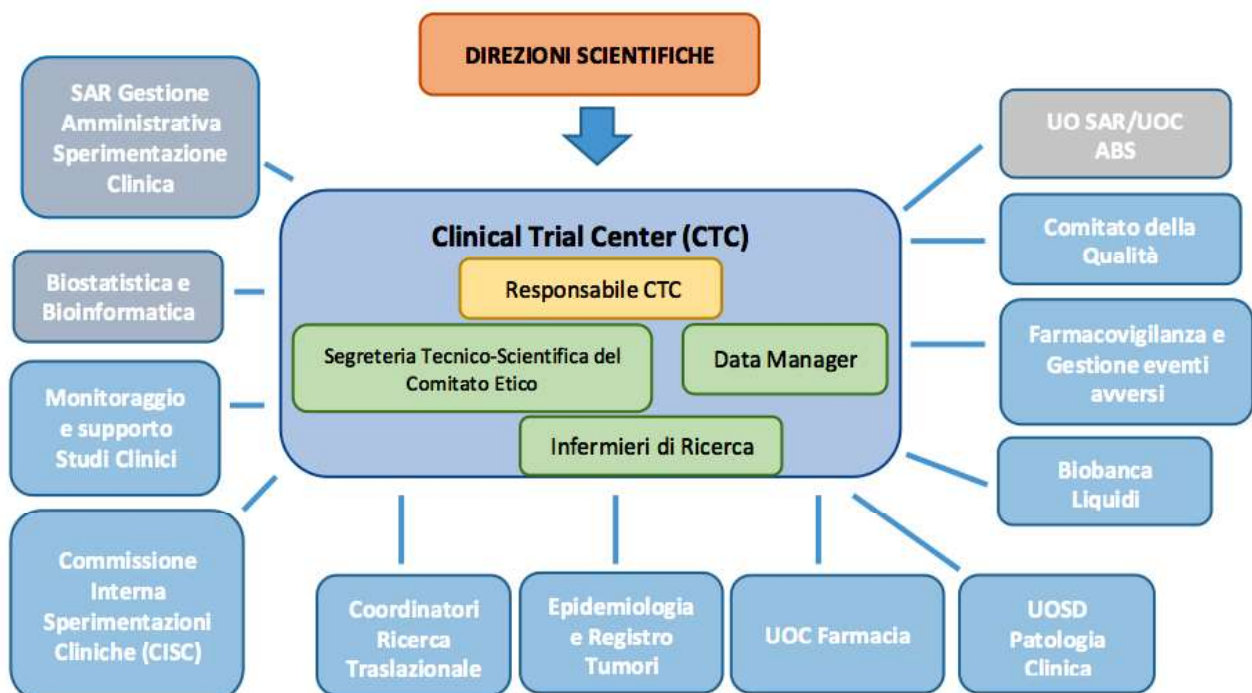 DIREZIONI SCIENTIFICHE
SAR Gestione
Amministrativa
Sperimentazione
Clinica
UO SAR/UOC
ABS
Clinical Trial Center (CTC)
Responsabile CTC
Segreteria Tecnico-Scientifica del
Comitato Etico
Data Manager
Infermieri di Ricerca
Comitato della
Qualità
Biostatistica e
Bioinformatica
Farmacovigilanza e
Gestione eventi
avversi
Monitoraggio
e supporto
Studi Clinici
Biobanca
Liquidi
Commissione
Interna
Sperimentazioni
Cliniche (CISC)
Coordinatori
Ricerca
Traslazionale
Epidemiologia
e Registro
Tumori
UOC Farmacia
UOSD
Patologia
Clinica